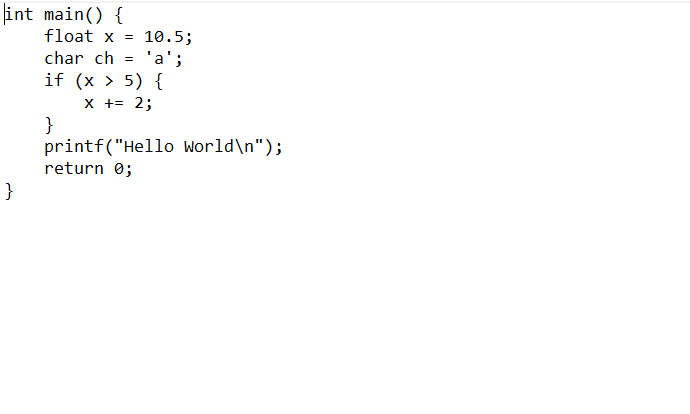 int main() {
    float x = 10.5;
    char ch = 'a';
    if (x > 5) {
        x += 2;
    }
    printf("Hello World\n");
    return 0;
}